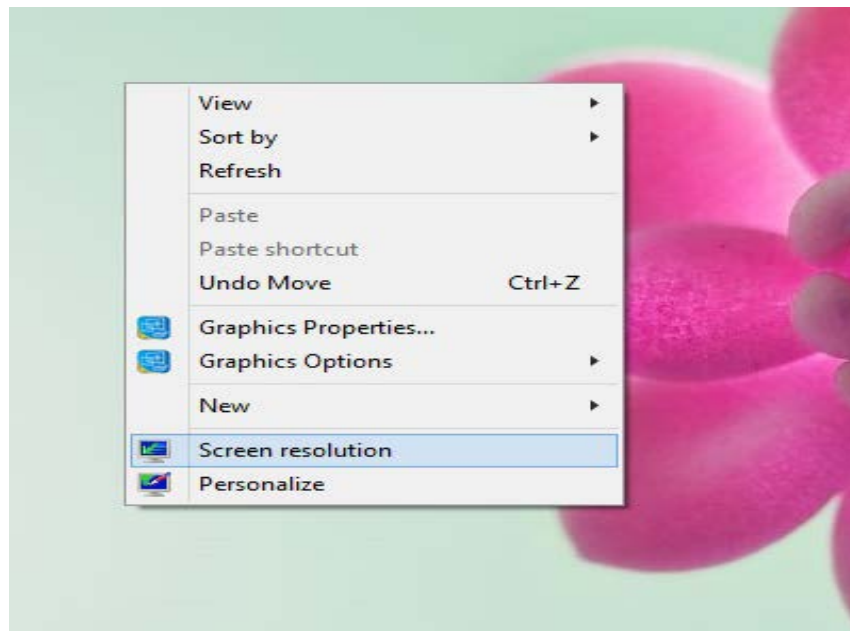 View
Sort by
Refresh
Paste
Paste shortcut
Undo Move Ctrl+Z
Graphics Properties...
Graphics Options
New
Screen resolution
Personalize